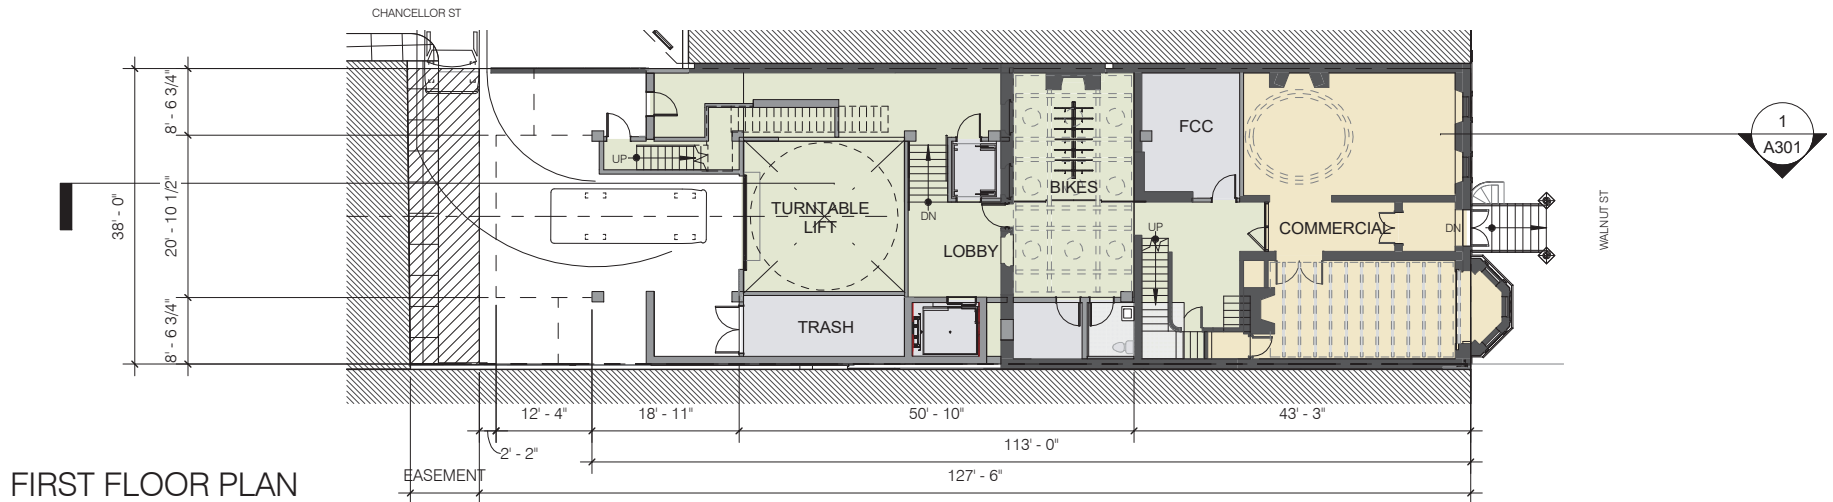 CHANCELLOR ST
8' - 6 3/4"
20' - 10 1/2"
8' - 6 3/4"
38' - 0"
UP
TURNTABLE
LIFT
TRASH
DN
LOBBY
BIKES
FCC
UP
COMMERCIAL
DN
WALNUT ST
1
A301
12' - 4"
18' - 11"
50' - 10"
43' - 3"
2' - 2"
113' - 0"
EASEMENT
127' - 6"
FIRST FLOOR PLAN